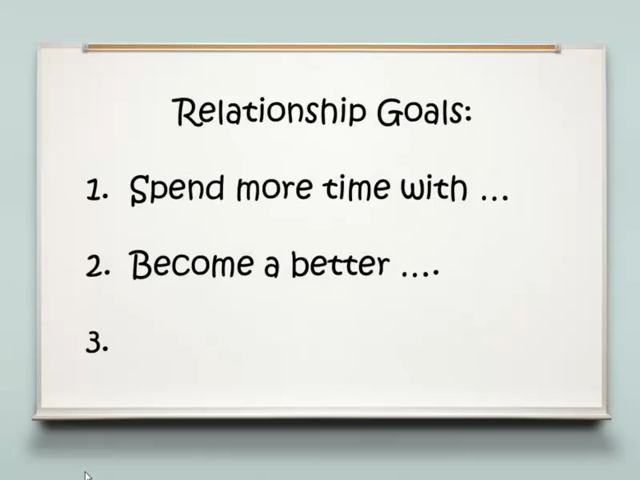 Relationship Goals:
1. Spend more time with ...
2. Become a better ....
3.